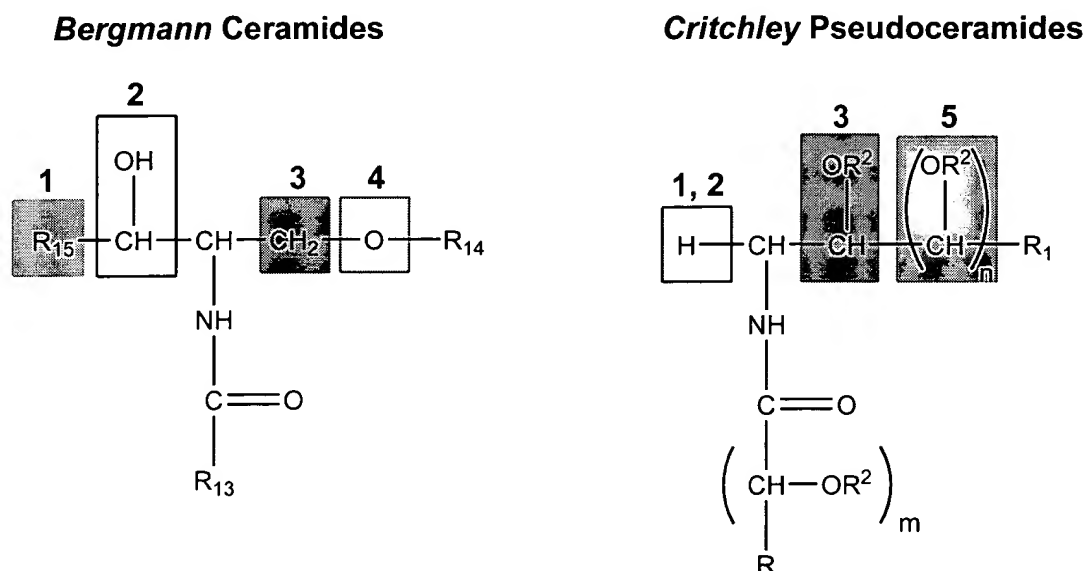 Bergmann Ceramides
Critchley Pseudoceramides
2
OH
1
3
4
R15
CH
CH
CH2
O
R14
NH
C
O
R13
3
5
OR2
OR2
1, 2
H
CH
CH
CH
n
R1
NH
C
O
CH
OR2
m
R